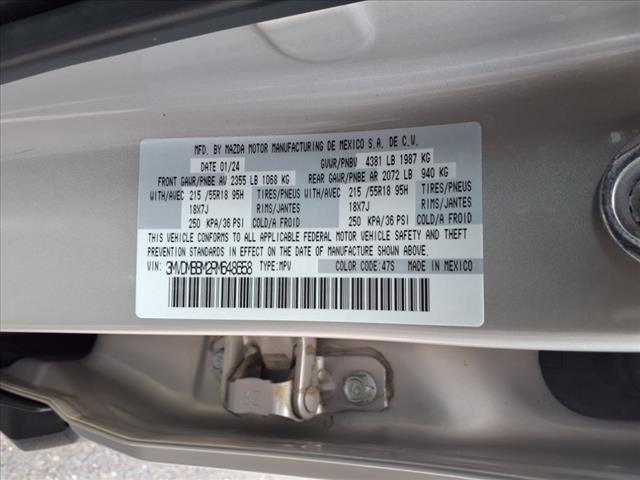 MFD. BY MAZDA MOTOR MANUFACTURING DE MEXICO S.A. DE C.V.
DATE 01/24 GVWR/PNBV 4381 LB 1987 KG
FRONT GAWR/PNBE AV 2355 LB 1068 KG REAR GAWR/PNBE AR 2072 LB 940 KG
WITH/AVEC 215 /55R18 95H TIRES/PNEUS WITH/AVEC 215 /55R18 95H TIRES/PNEUS
18X7J RIMS/JANTES 18X7J RIMS/JANTES
250 KPA/36 PSI COLD/A FROID 250 KPA/36 PSI COLD/A FROID
THIS VEHICLE CONFORMS TO ALL APPLICABLE FEDERAL MOTOR VEHICLE SAFETY AND THEFT
PREVENTION STANDARDS IN EFFECT ON THE DATE OF MANUFACTURE SHOWN ABOVE.
VIN: 3MVDMBBM2RM648658 TYPE:MPV COLOR CODE:47S MADE IN MEXICO